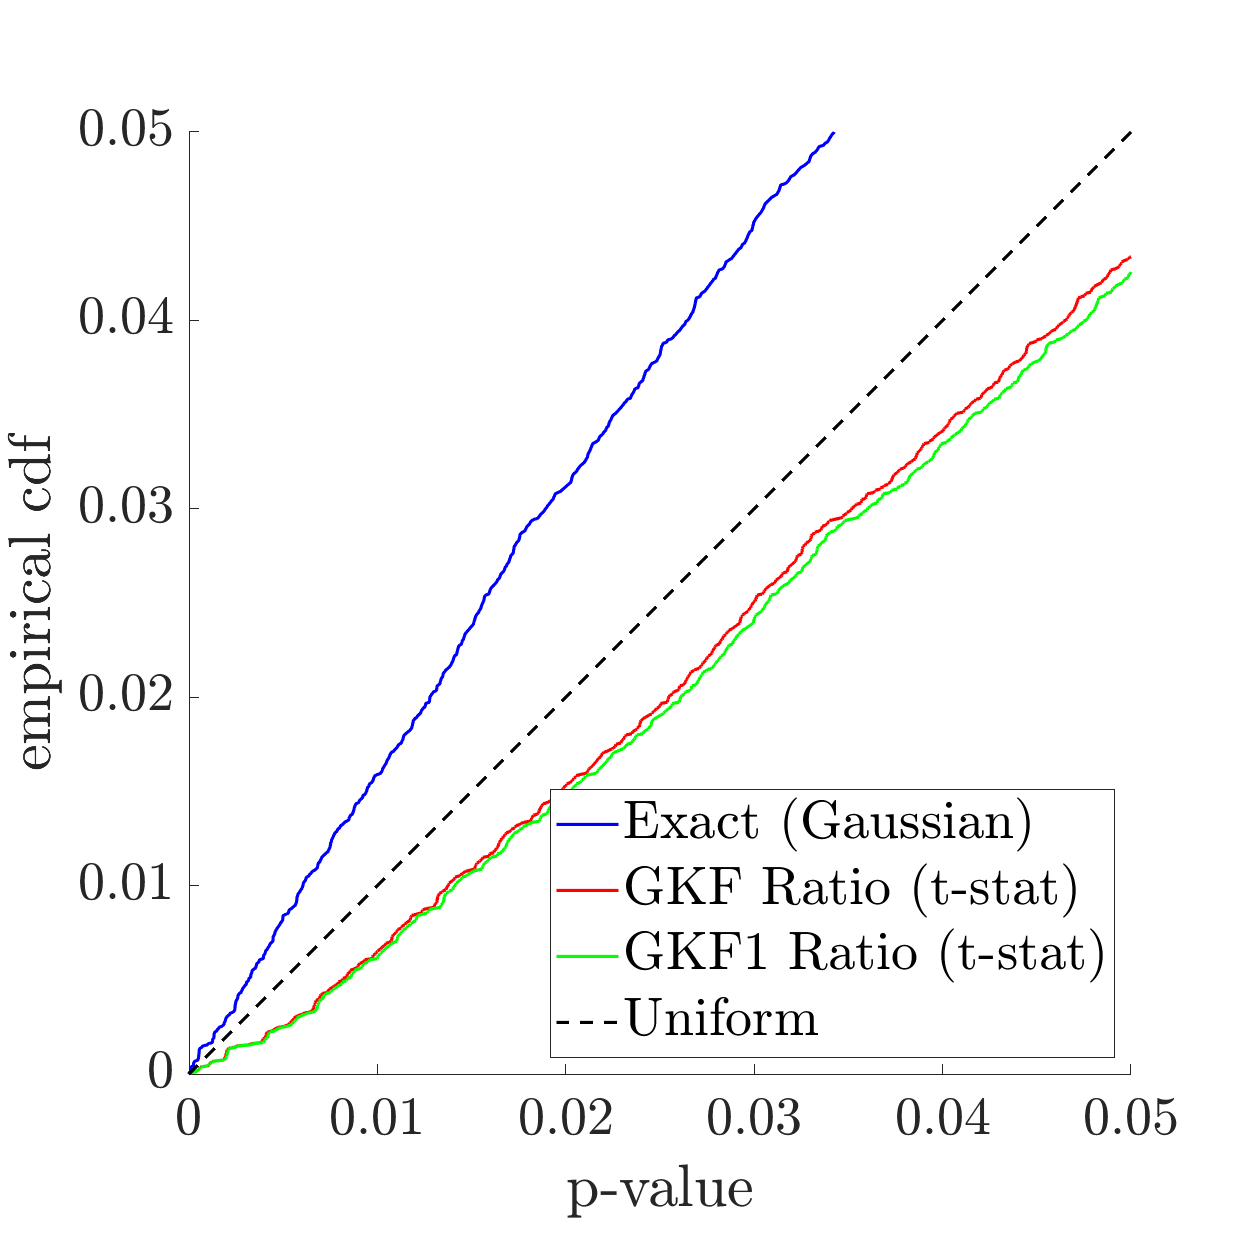 0.05
0.04
0.03
0.02
0.01
0
empirical cdf
Exact (Gaussian)
GKF Ratio (t-stat)
GKF1 Ratio (t-stat)
Uniform
0 0.01 0.02 0.03 0.04 0.05
p-value